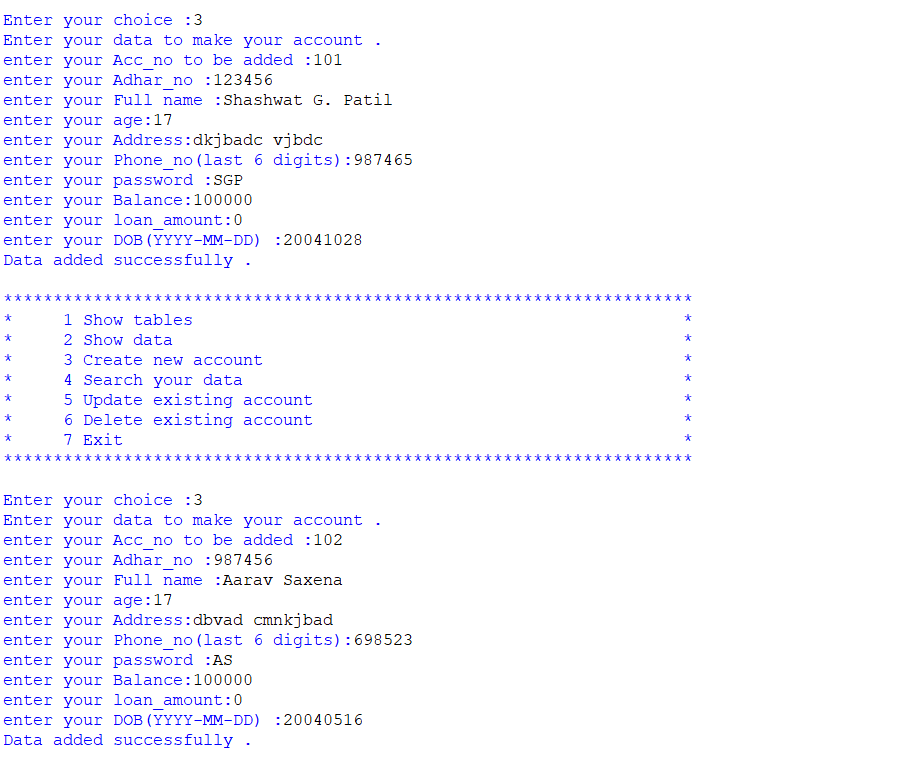 Enter your choice :3
Enter your data to make your account .
enter your Acc_no to be added :101
enter your Adhar_no :123456
enter your Full name :Shashwat G. Patil
enter your age:17
enter your Address:dkjbadc vjbdc
enter your Phone_no(last 6 digits):987465
enter your password :SGP
enter your Balance:100000
enter your loan_amount:0
enter your DOB(YYYY-MM-DD) :20041028
Data added successfully .
*********************************************************************
*     1 Show tables                                                 *
*     2 Show data                                                   *
*     3 Create new account                                          *
*     4 Search your data                                            *
*     5 Update existing account                                     *
*     6 Delete existing account                                     *
*     7 Exit                                                        *
*********************************************************************
Enter your choice :3
Enter your data to make your account .
enter your Acc_no to be added :102
enter your Adhar_no :987456
enter your Full name :Aarav Saxena
enter your age:17
enter your Address:dbvad cmnkjbad
enter your Phone_no(last 6 digits):698523
enter your password :AS
enter your Balance:100000
enter your loan_amount:0
enter your DOB(YYYY-MM-DD) :20040516
Data added successfully .